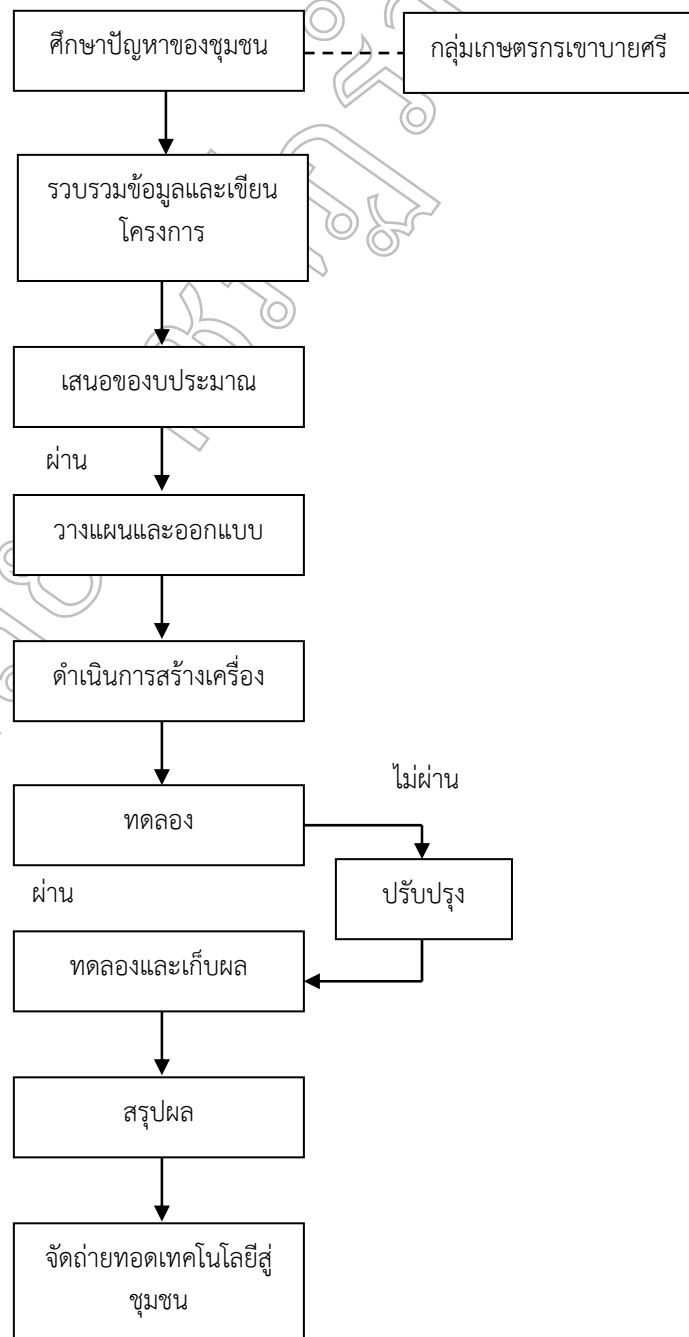 ศึกษาปัญหาของชุมชน
กลุ่มเกษตรกรเขาบายศรี
รวบรวมข้อมูลและเขียน
โครงการ
เสนอของบประมาณ
ผ่าน
วางแผนและออกแบบ
ดำเนินการสร้างเครื่อง
ไม่ผ่าน
ทดลอง
ผ่าน
ปรับปรุง
ทดลองและเก็บผล
สรุปผล
จัดถ่ายทอดเทคโนโลยีสู่
ชุมชน